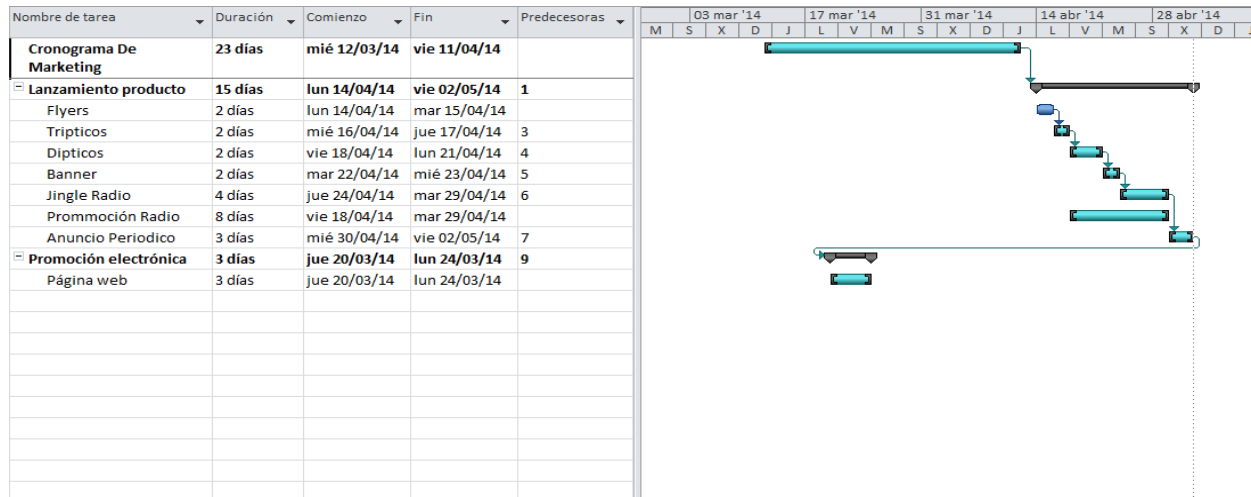 Nombre de tarea Duración Comienzo Fin Predecesoras
03 mar '14 17 mar '14 31 mar '14 14 abr '14 28 abr '14
M S X D J L V M S X D J L V M S X D
Cronograma De Marketing 23 días mié 12/03/14 vie 11/04/14
Lanzamiento producto 15 días lun 14/04/14 vie 02/05/14 1
Flyers 2 días lun 14/04/14 mar 15/04/14
Tripticos 2 días mié 16/04/14 jue 17/04/14 3
Dipticos 2 días vie 18/04/14 lun 21/04/14 4
Banner 2 días mar 22/04/14 mié 23/04/14 5
Jingle Radio 4 días jue 24/04/14 mar 29/04/14 6
Prommoción Radio 8 días vie 18/04/14 mar 29/04/14
Anuncio Periodico 3 días mié 30/04/14 vie 02/05/14 7
Promoción electrónica 3 días jue 20/03/14 lun 24/03/14 9
Página web 3 días jue 20/03/14 lun 24/03/14